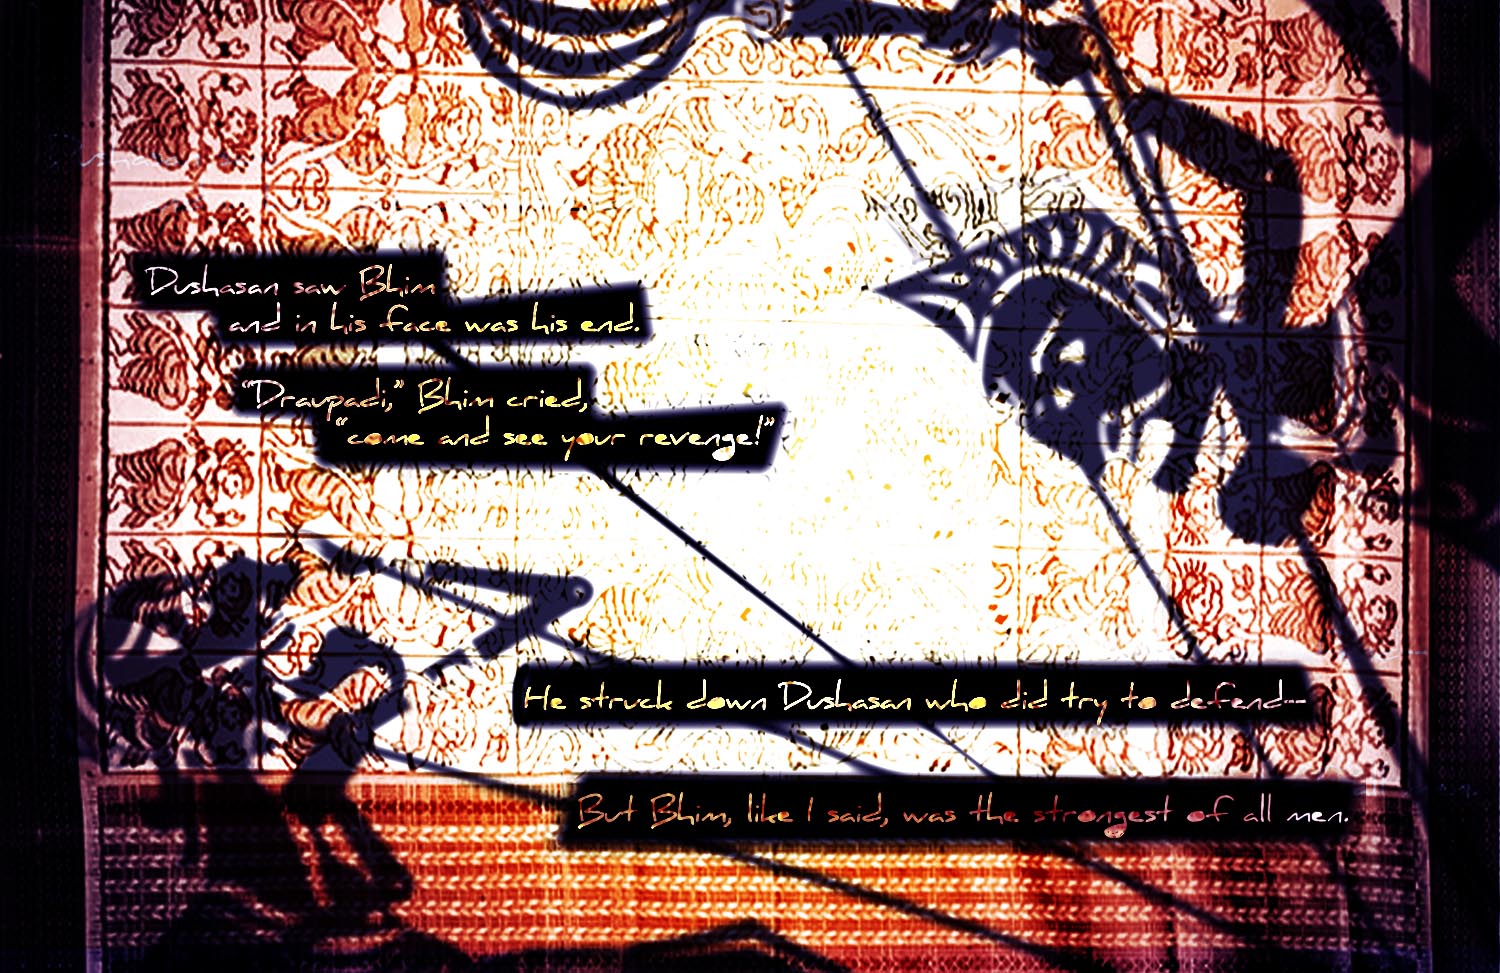 Dushasan saw Bhim
and in his face was his end.
“Draupadi,” Bhim cried,
“come and see your revenge!”
He struck down Dushasan who did try to defend--
But Bhim, like I said, was the strongest of all men.